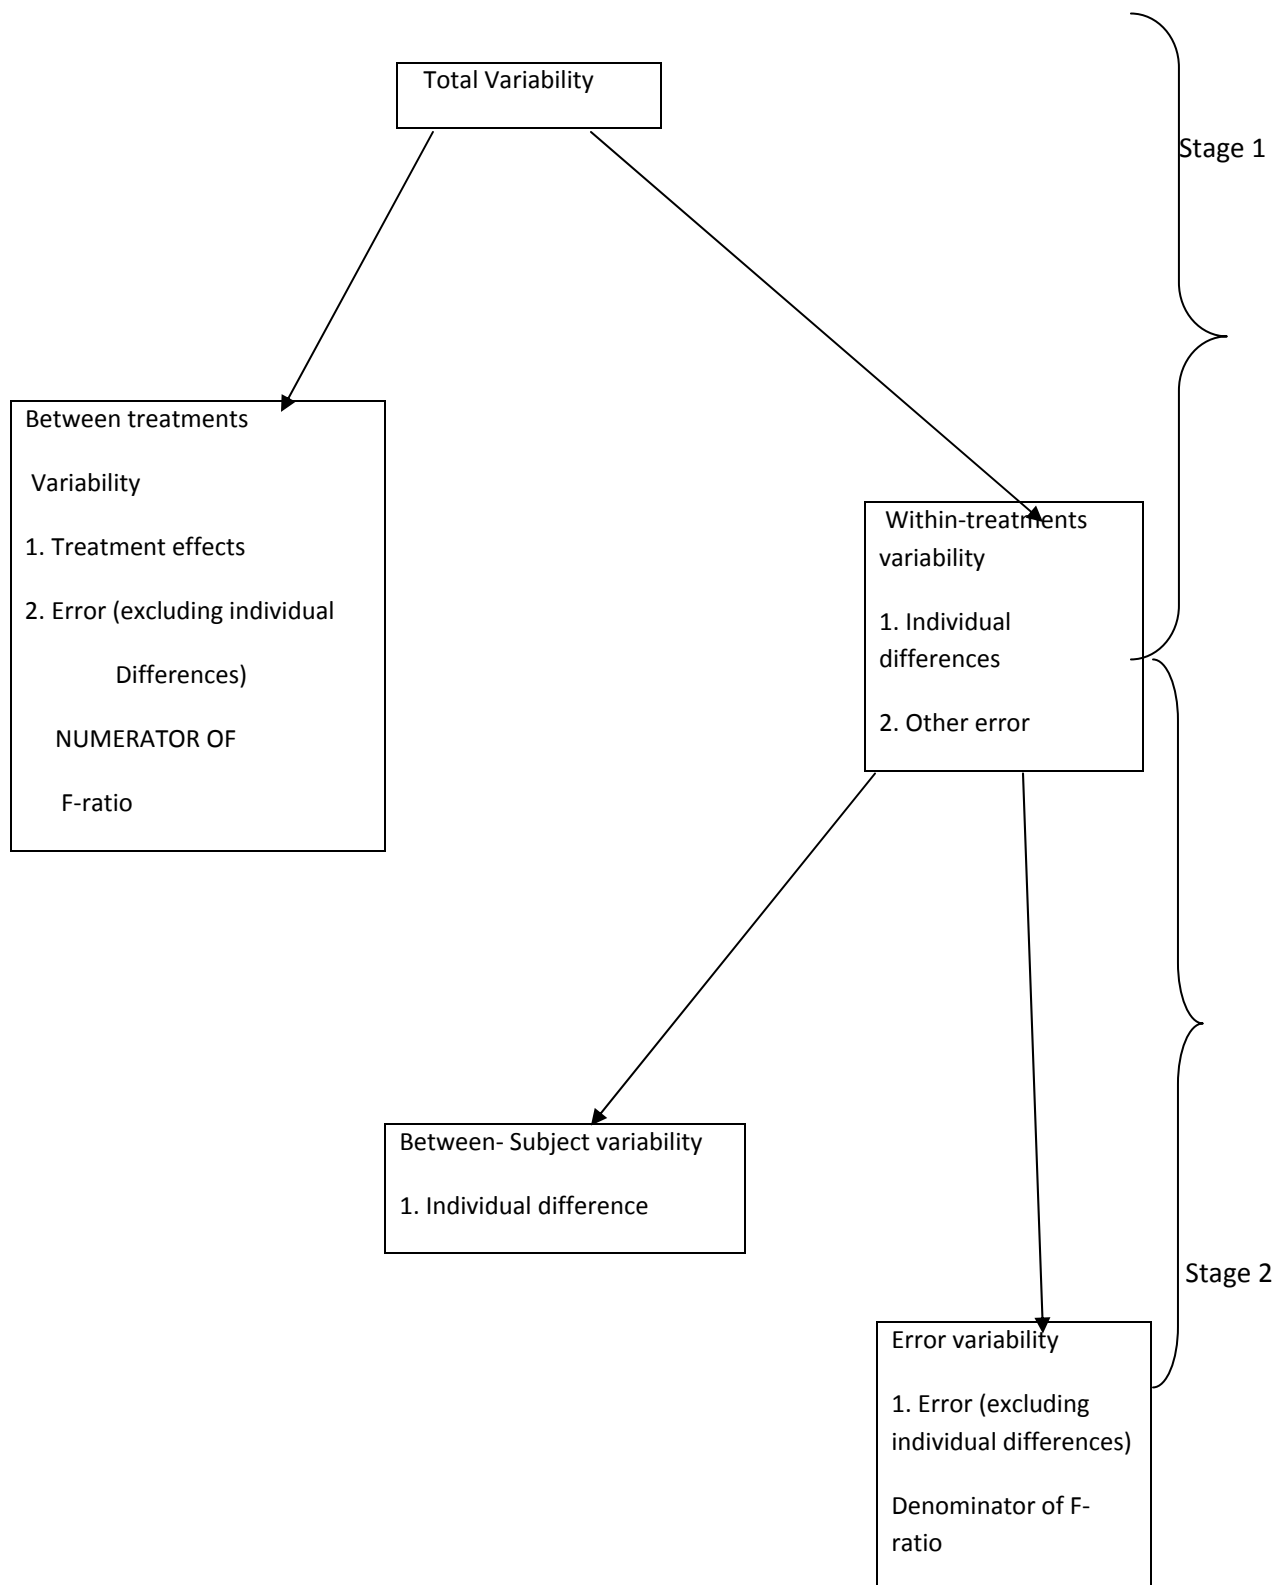 Total Variability
Stage 1
Between treatments
Variability
1. Treatment effects
2. Error (excluding individual
Differences)
NUMERATOR OF
F-ratio
Within-treatments
variability
1. Individual
differences
2. Other error
Between- Subject variability
1. Individual difference
Stage 2
Error variability
1. Error (excluding
individual differences)
Denominator of F-
ratio